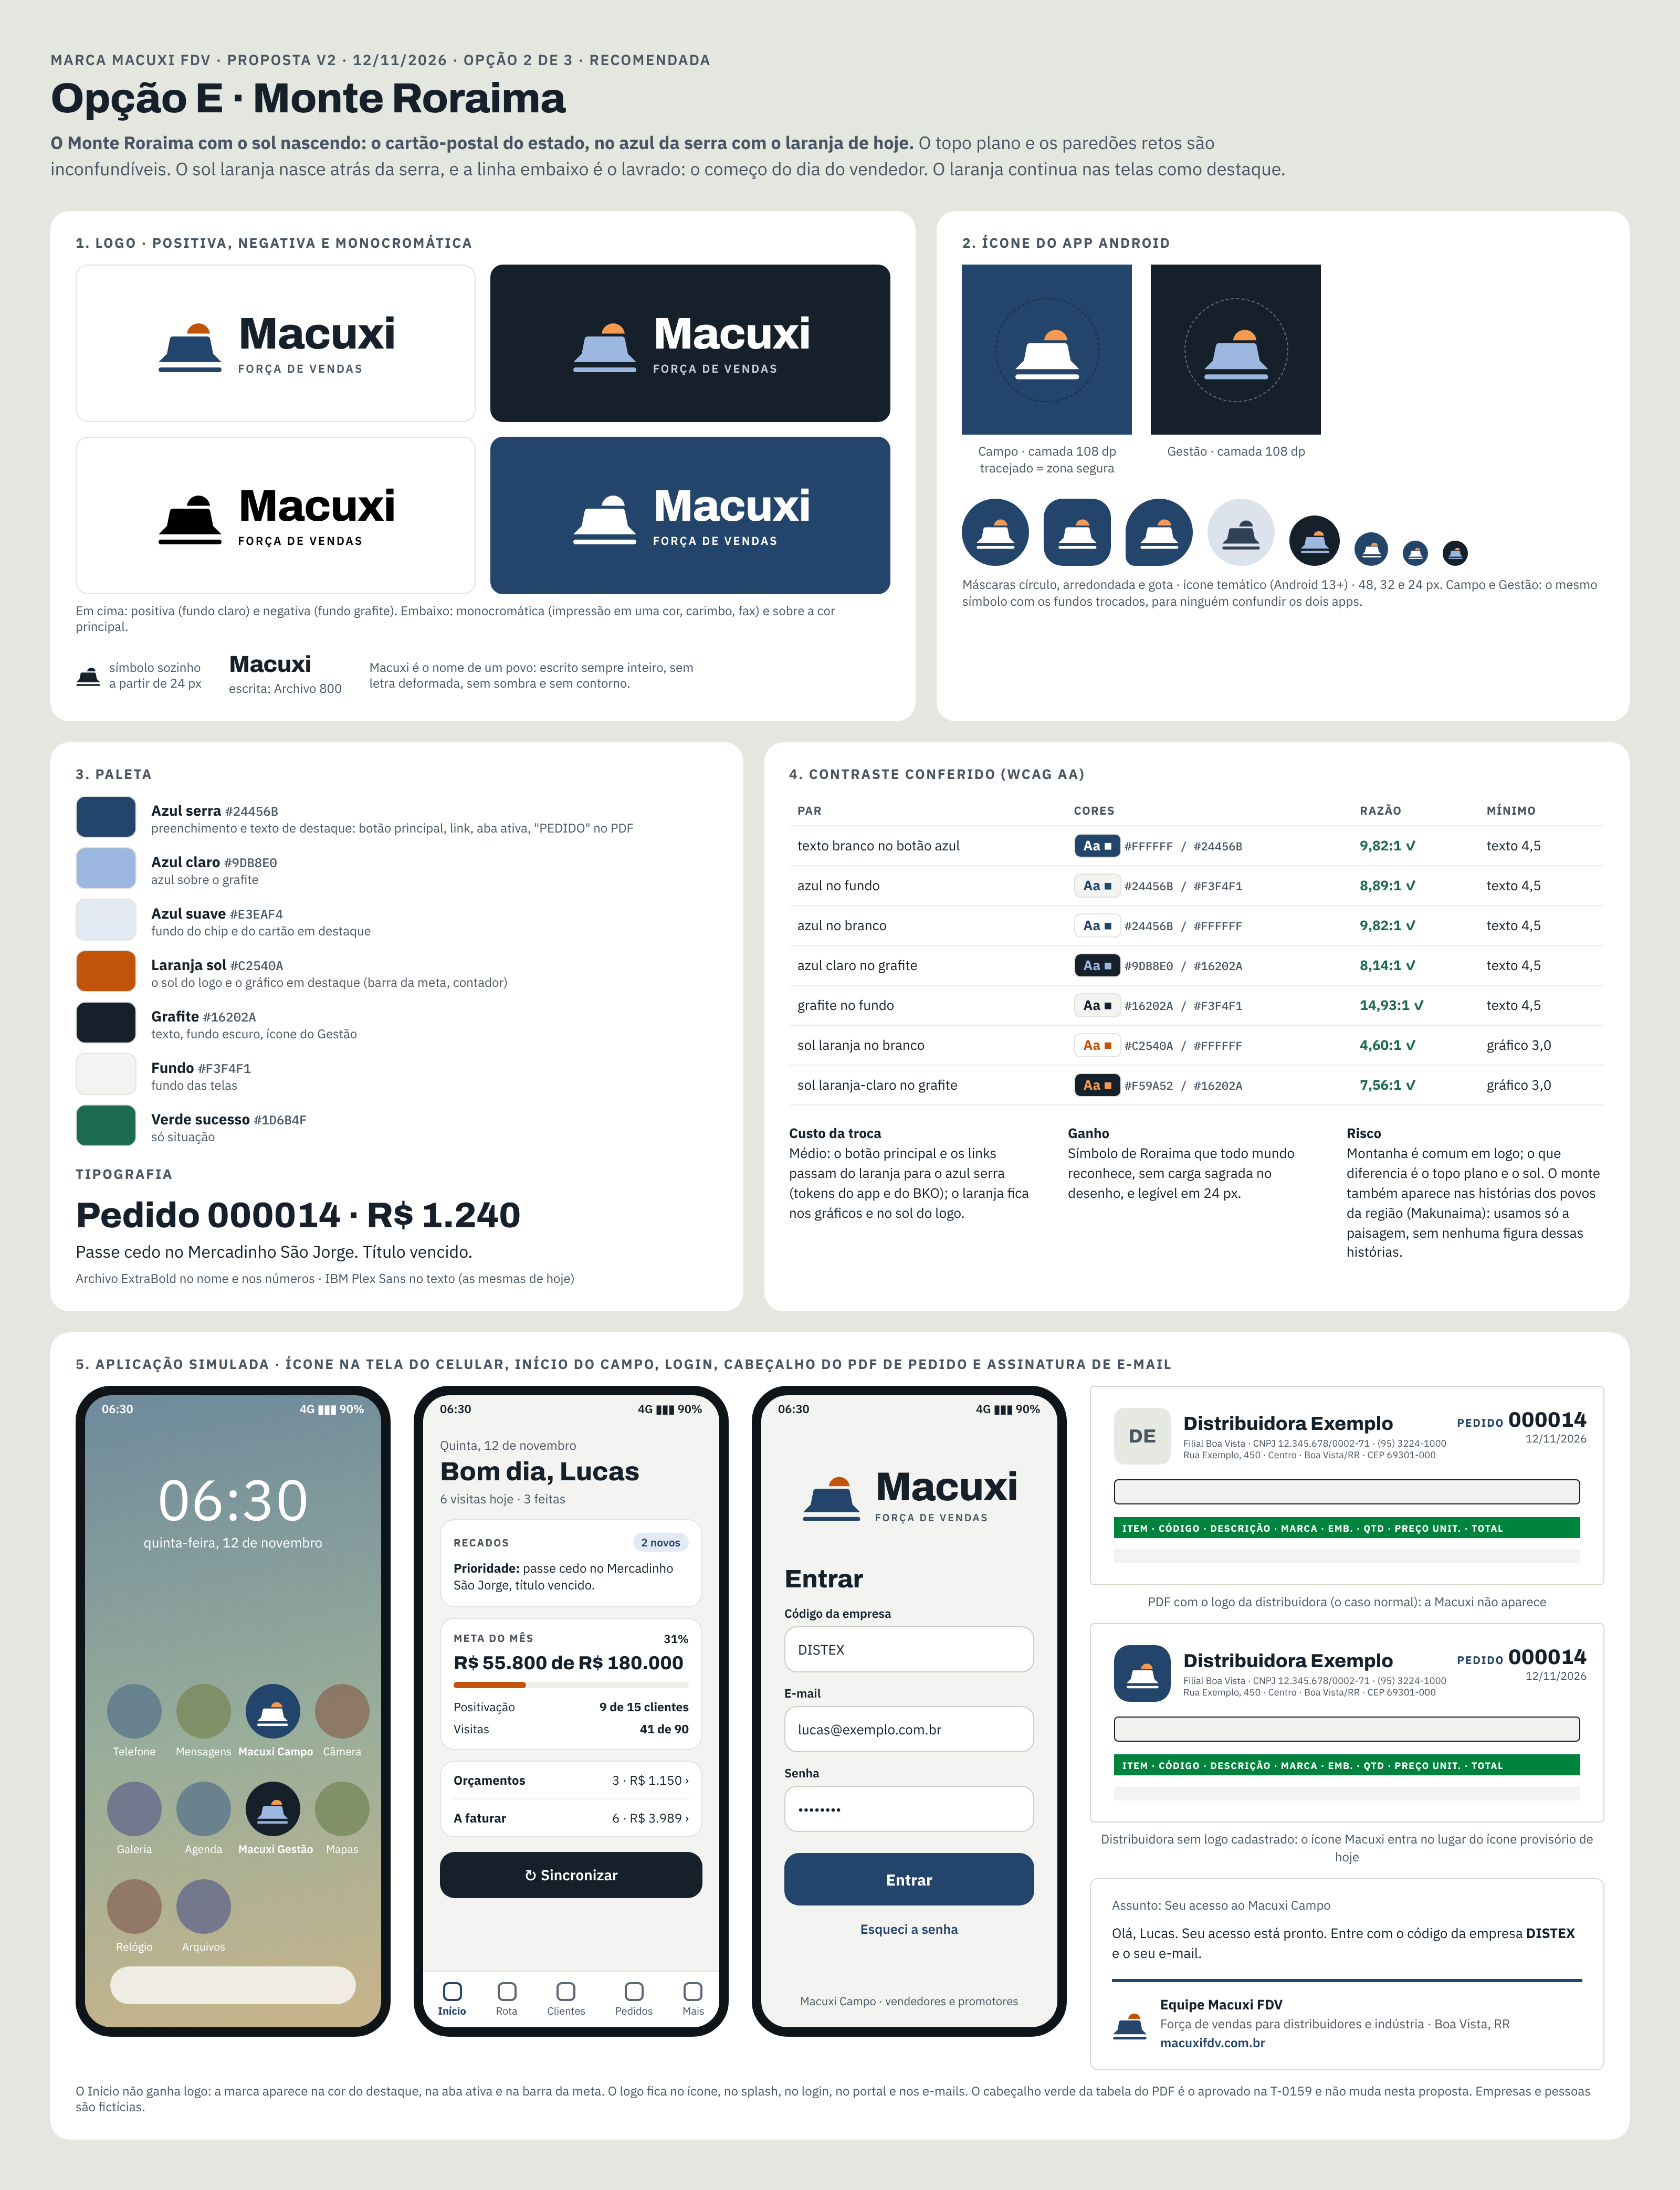 MARCA MACUXI FDV · PROPOSTA V2 · 12/11/2026 · OPÇÃO 2 DE 3 · RECOMENDADA
Opção E · Monte Roraima
O Monte Roraima com o sol nascendo: o cartão-postal do estado, no azul da serra com o laranja de hoje. O topo plano e os paredões retos são
inconfundíveis. O sol laranja nasce atrás da serra, e a linha embaixo é o lavrado: o começo do dia do vendedor. O laranja continua nas telas como destaque.
1. LOGO · POSITIVA, NEGATIVA E MONOCROMÁTICA
Macuxi
FORÇA DE VENDAS
Macuxi
FORÇA DE VENDAS
Macuxi
FORÇA DE VENDAS
Macuxi
FORÇA DE VENDAS
Em cima: positiva (fundo claro) e negativa (fundo grafite). Embaixo: monocromática (impressão em uma cor, carimbo, fax) e sobre a cor
principal.
símbolo sozinho
a partir de 24 px
Macuxi
escrita: Archivo 800
Macuxi é o nome de um povo: escrito sempre inteiro, sem
letra deformada, sem sombra e sem contorno.
2. ÍCONE DO APP ANDROID
Campo · camada 108 dp
tracejado = zona segura
Gestão · camada 108 dp
Máscaras círculo, arredondada e gota · ícone temático (Android 13+) · 48, 32 e 24 px. Campo e Gestão: o mesmo
símbolo com os fundos trocados, para ninguém confundir os dois apps.
3. PALETA
Azul serra #24456B
preenchimento e texto de destaque: botão principal, link, aba ativa, "PEDIDO" no PDF
Azul claro #9DB8E0
azul sobre o grafite
Azul suave #E3EAF4
fundo do chip e do cartão em destaque
Laranja sol #C2540A
o sol do logo e o gráfico em destaque (barra da meta, contador)
Grafite #16202A
texto, fundo escuro, ícone do Gestão
Fundo #F3F4F1
fundo das telas
Verde sucesso #1D6B4F
só situação
TIPOGRAFIA
Pedido 000014 · R$ 1.240
Passe cedo no Mercadinho São Jorge. Título vencido.
Archivo ExtraBold no nome e nos números · IBM Plex Sans no texto (as mesmas de hoje)
4. CONTRASTE CONFERIDO (WCAG AA)
PAR CORES RAZÃO MÍNIMO
texto branco no botão azul Aa ■ #FFFFFF / #24456B 9,82:1 ✓ texto 4,5
azul no fundo Aa ■ #24456B / #F3F4F1 8,89:1 ✓ texto 4,5
azul no branco Aa ■ #24456B / #FFFFFF 9,82:1 ✓ texto 4,5
azul claro no grafite Aa ■ #9DB8E0 / #16202A 8,14:1 ✓ texto 4,5
grafite no fundo Aa ■ #16202A / #F3F4F1 14,93:1 ✓ texto 4,5
sol laranja no branco Aa ■ #C2540A / #FFFFFF 4,60:1 ✓ gráfico 3,0
sol laranja-claro no grafite Aa ■ #F59A52 / #16202A 7,56:1 ✓ gráfico 3,0
Custo da troca
Médio: o botão principal e os links
passam do laranja para o azul serra
(tokens do app e do BKO); o laranja fica
nos gráficos e no sol do logo.
Ganho
Símbolo de Roraima que todo mundo
reconhece, sem carga sagrada no
desenho, e legível em 24 px.
Risco
Montanha é comum em logo; o que
diferencia é o topo plano e o sol. O monte
também aparece nas histórias dos povos
da região (Makunaima): usamos só a
paisagem, sem nenhuma figura dessas
histórias.
5. APLICAÇÃO SIMULADA · ÍCONE NA TELA DO CELULAR, INÍCIO DO CAMPO, LOGIN, CABEÇALHO DO PDF DE PEDIDO E ASSINATURA DE E-MAIL
06:30 4G ▮▮▮ 90%
06:30
quinta-feira, 12 de novembro
Telefone Mensagens Macuxi Campo Câmera
Galeria Agenda Macuxi Gestão Mapas
Relógio Arquivos
06:30 4G ▮▮▮ 90%
Quinta, 12 de novembro
Bom dia, Lucas
6 visitas hoje · 3 feitas
RECADOS 2 novos
Prioridade: passe cedo no Mercadinho
São Jorge, título vencido.
META DO MÊS 31%
R$ 55.800 de R$ 180.000
Positivação 9 de 15 clientes
Visitas 41 de 90
Orçamentos 3 · R$ 1.150 ›
A faturar 6 · R$ 3.989 ›
↻ Sincronizar
Início Rota Clientes Pedidos Mais
06:30 4G ▮▮▮ 90%
Macuxi
FORÇA DE VENDAS
Entrar
Código da empresa
DISTEX
E-mail
lucas@exemplo.com.br
Senha
••••••••
Entrar
Esqueci a senha
Macuxi Campo · vendedores e promotores
DE
Distribuidora Exemplo
Filial Boa Vista · CNPJ 12.345.678/0002-71 · (95) 3224-1000
Rua Exemplo, 450 · Centro · Boa Vista/RR · CEP 69301-000
PEDIDO 000014
12/11/2026
ITEM · CÓDIGO · DESCRIÇÃO · MARCA · EMB. · QTD · PREÇO UNIT. · TOTAL
PDF com o logo da distribuidora (o caso normal): a Macuxi não aparece
Distribuidora Exemplo
Filial Boa Vista · CNPJ 12.345.678/0002-71 · (95) 3224-1000
Rua Exemplo, 450 · Centro · Boa Vista/RR · CEP 69301-000
PEDIDO 000014
12/11/2026
ITEM · CÓDIGO · DESCRIÇÃO · MARCA · EMB. · QTD · PREÇO UNIT. · TOTAL
Distribuidora sem logo cadastrado: o ícone Macuxi entra no lugar do ícone provisório de
hoje
Assunto: Seu acesso ao Macuxi Campo
Olá, Lucas. Seu acesso está pronto. Entre com o código da empresa DISTEX
e o seu e-mail.
Equipe Macuxi FDV
Força de vendas para distribuidores e indústria · Boa Vista, RR
macuxifdv.com.br
O Início não ganha logo: a marca aparece na cor do destaque, na aba ativa e na barra da meta. O logo fica no ícone, no splash, no login, no portal e nos e-mails. O cabeçalho verde da tabela do PDF é o aprovado na T-0159 e não muda nesta proposta. Empresas e pessoas
são fictícias.